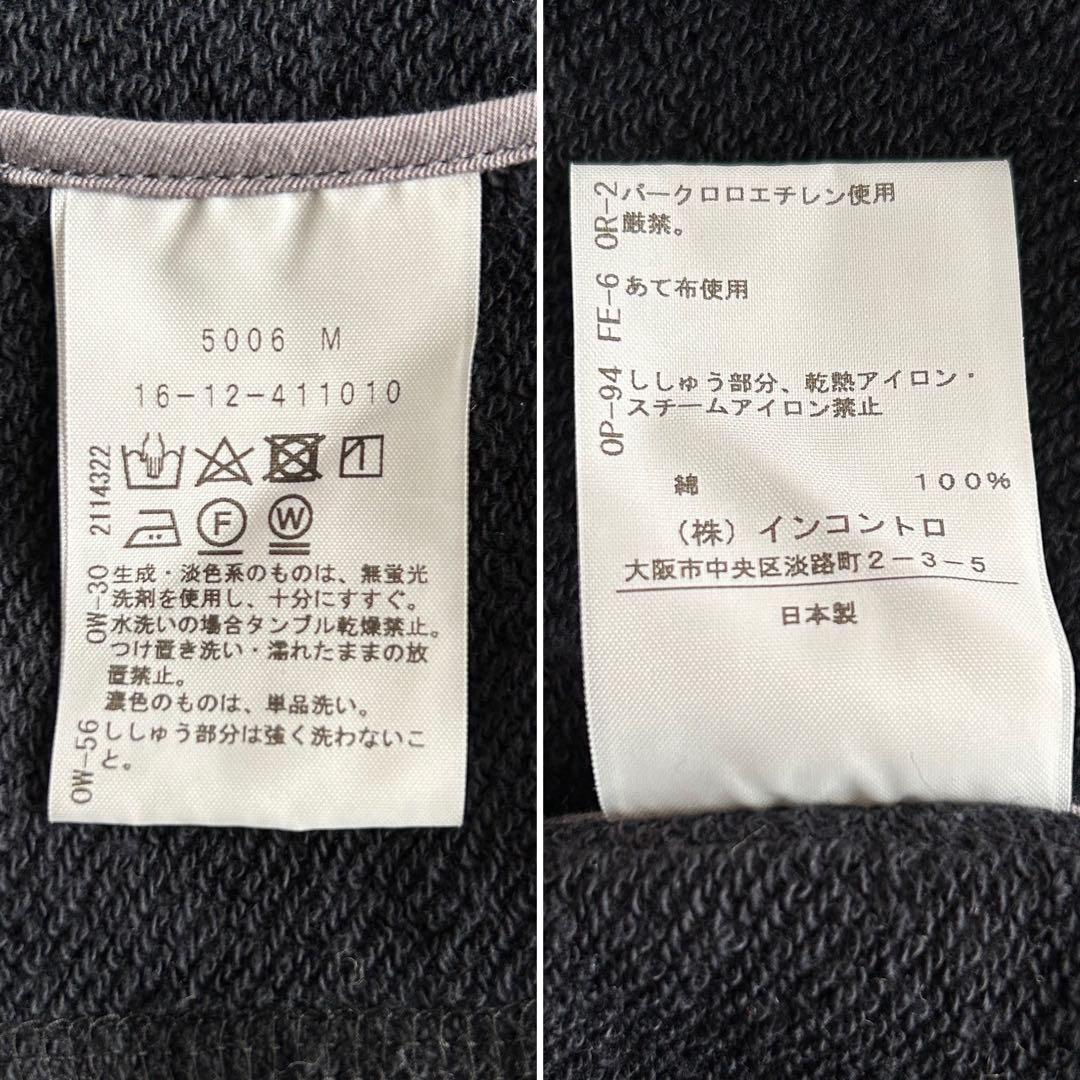 5006 M
16-12-411010
2114322
F
W
OW-30
生成・淡色系のものは、無蛍光
洗剤を使用し、十分にすすぐ。
水洗いの場合タンブル乾燥禁止。
つけ置き洗い・濡れたままの放
置禁止。
濃色のものは、単品洗い。
OW-56
ししゅう部分は強く洗わないこ
と。
OR-2
パークロロエチレン使用
厳禁。
FE-6
あて布使用
OP-94
ししゅう部分、乾熱アイロン・
スチームアイロン禁止
綿 100%
(株)インコントロ
大阪市中央区淡路町2-3-5
日本製